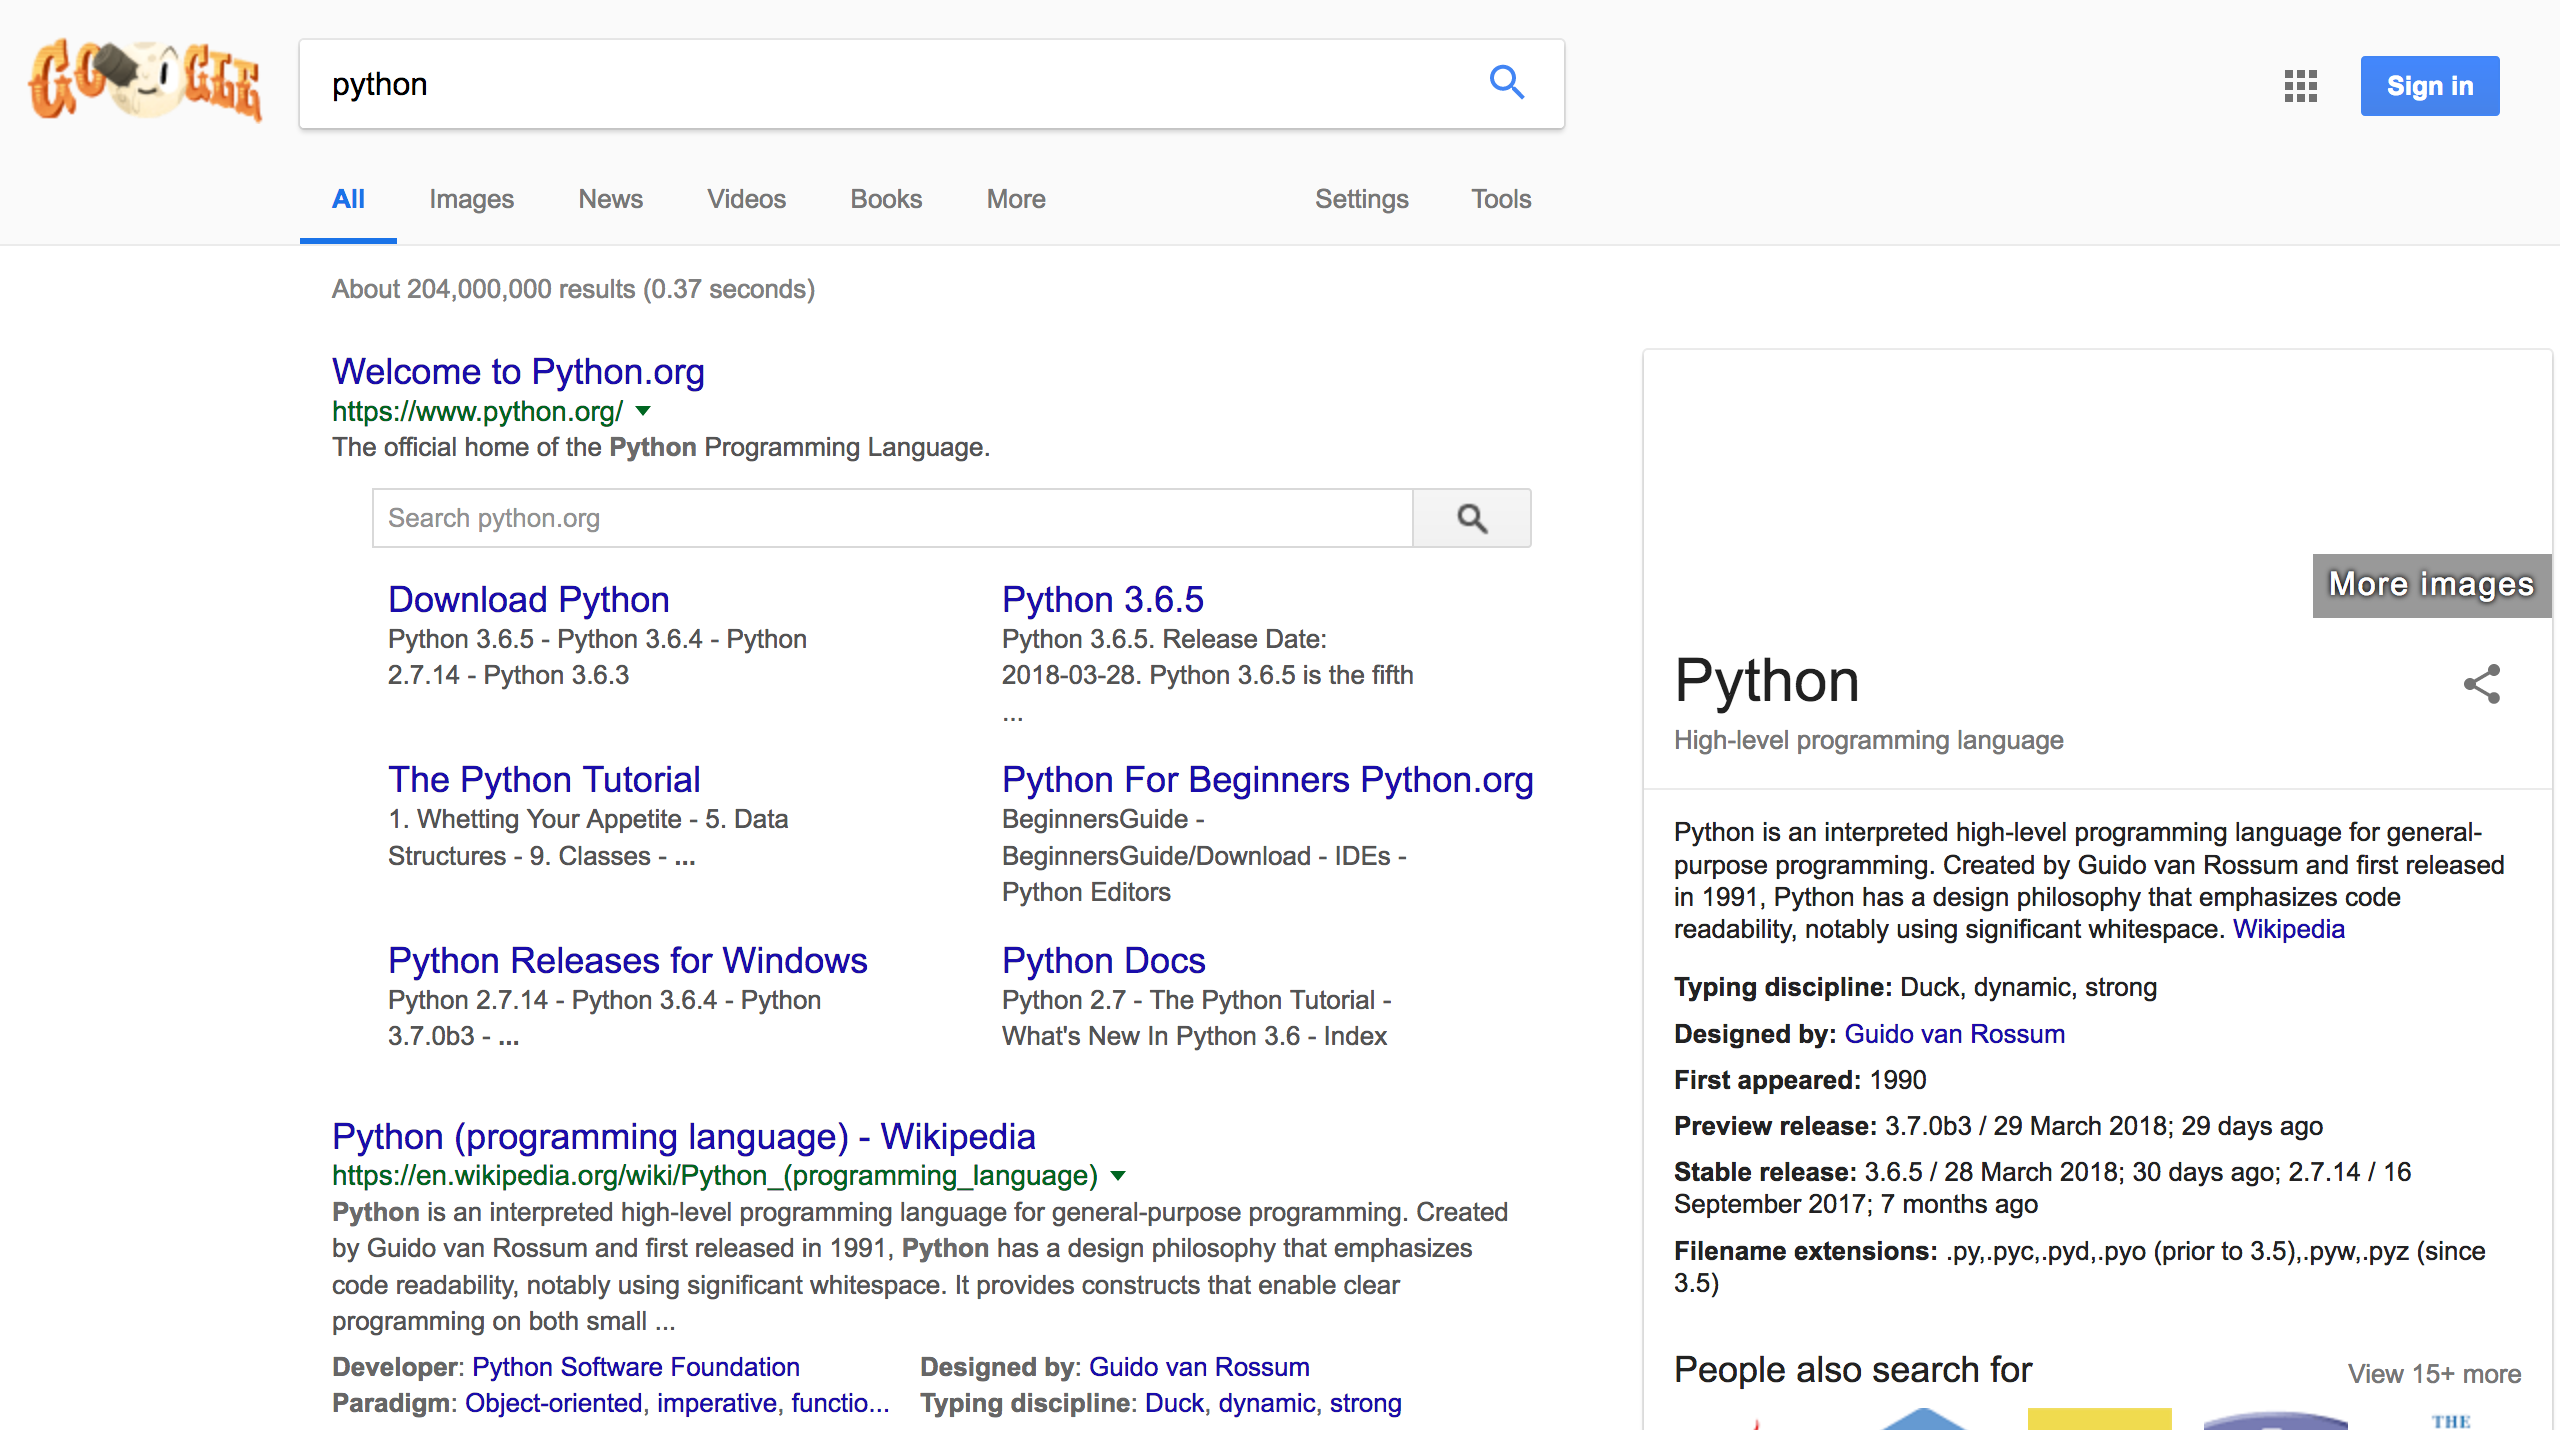 GOOGLE
python
Sign in
All Images News Videos Books More Settings Tools
About 204,000,000 results (0.37 seconds)
Welcome to Python.org
https://www.python.org/
The official home of the Python Programming Language.
Search python.org
Download Python
Python 3.6.5 - Python 3.6.4 - Python
2.7.14 - Python 3.6.3
Python 3.6.5
Python 3.6.5. Release Date:
2018-03-28. Python 3.6.5 is the fifth
...
The Python Tutorial
1. Whetting Your Appetite - 5. Data
Structures - 9. Classes - ...
Python For Beginners Python.org
BeginnersGuide -
BeginnersGuide/Download - IDEs -
Python Editors
Python Releases for Windows
Python 2.7.14 - Python 3.6.4 - Python
3.7.0b3 - ...
Python Docs
Python 2.7 - The Python Tutorial -
What's New In Python 3.6 - Index
Python (programming language) - Wikipedia
https://en.wikipedia.org/wiki/Python_(programming_language)
Python is an interpreted high-level programming language for general-purpose programming. Created
by Guido van Rossum and first released in 1991, Python has a design philosophy that emphasizes
code readability, notably using significant whitespace. It provides constructs that enable clear
programming on both small ...
Developer: Python Software Foundation Designed by: Guido van Rossum
Paradigm: Object-oriented, imperative, functio... Typing discipline: Duck, dynamic, strong
More images
Python
High-level programming language
Python is an interpreted high-level programming language for general-
purpose programming. Created by Guido van Rossum and first released
in 1991, Python has a design philosophy that emphasizes code
readability, notably using significant whitespace. Wikipedia
Typing discipline: Duck, dynamic, strong
Designed by: Guido van Rossum
First appeared: 1990
Preview release: 3.7.0b3 / 29 March 2018; 29 days ago
Stable release: 3.6.5 / 28 March 2018; 30 days ago; 2.7.14 / 16
September 2017; 7 months ago
Filename extensions: .py,.pyc,.pyd,.pyo (prior to 3.5),.pyw,.pyz (since
3.5)
People also search for View 15+ more
THE